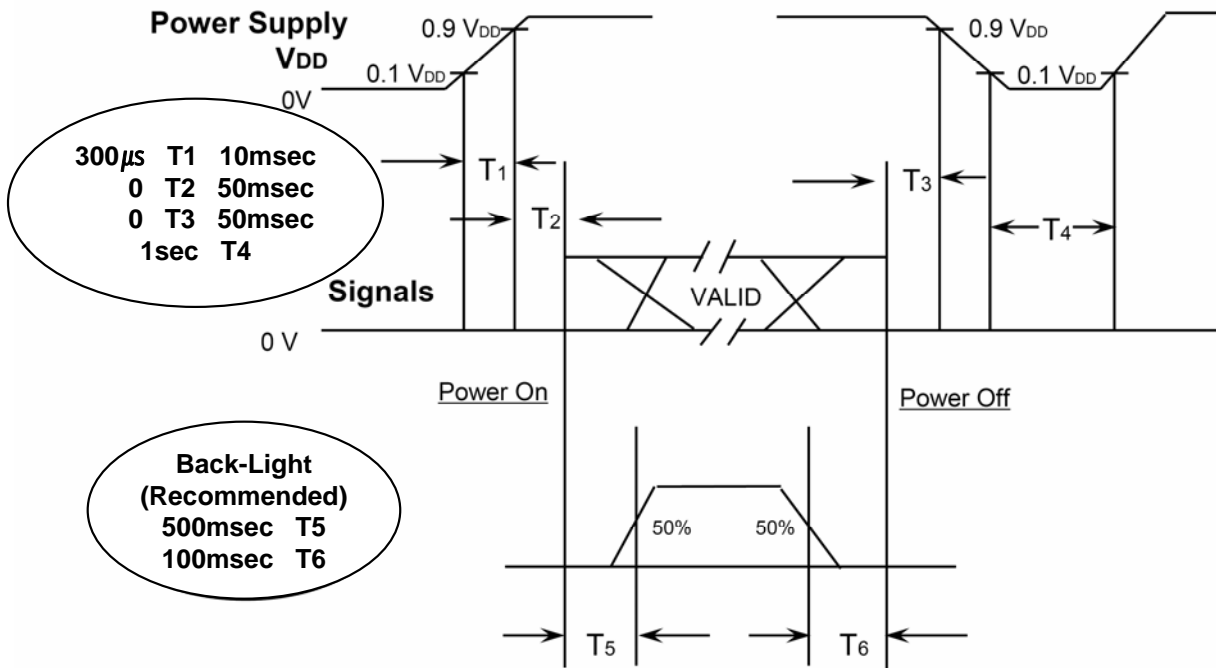 Power Supply
VDD
0.9 VDD
0.9 VDD
0.1 VDD
0.1 VDD
0V
300μs T1 10msec
0 T2 50msec
0 T3 50msec
1sec T4
T1
T3
T2
T4
Signals
VALID
0 V
Power On
Power Off
Back-Light
(Recommended)
500msec T5
100msec T6
50%
50%
T5
T6